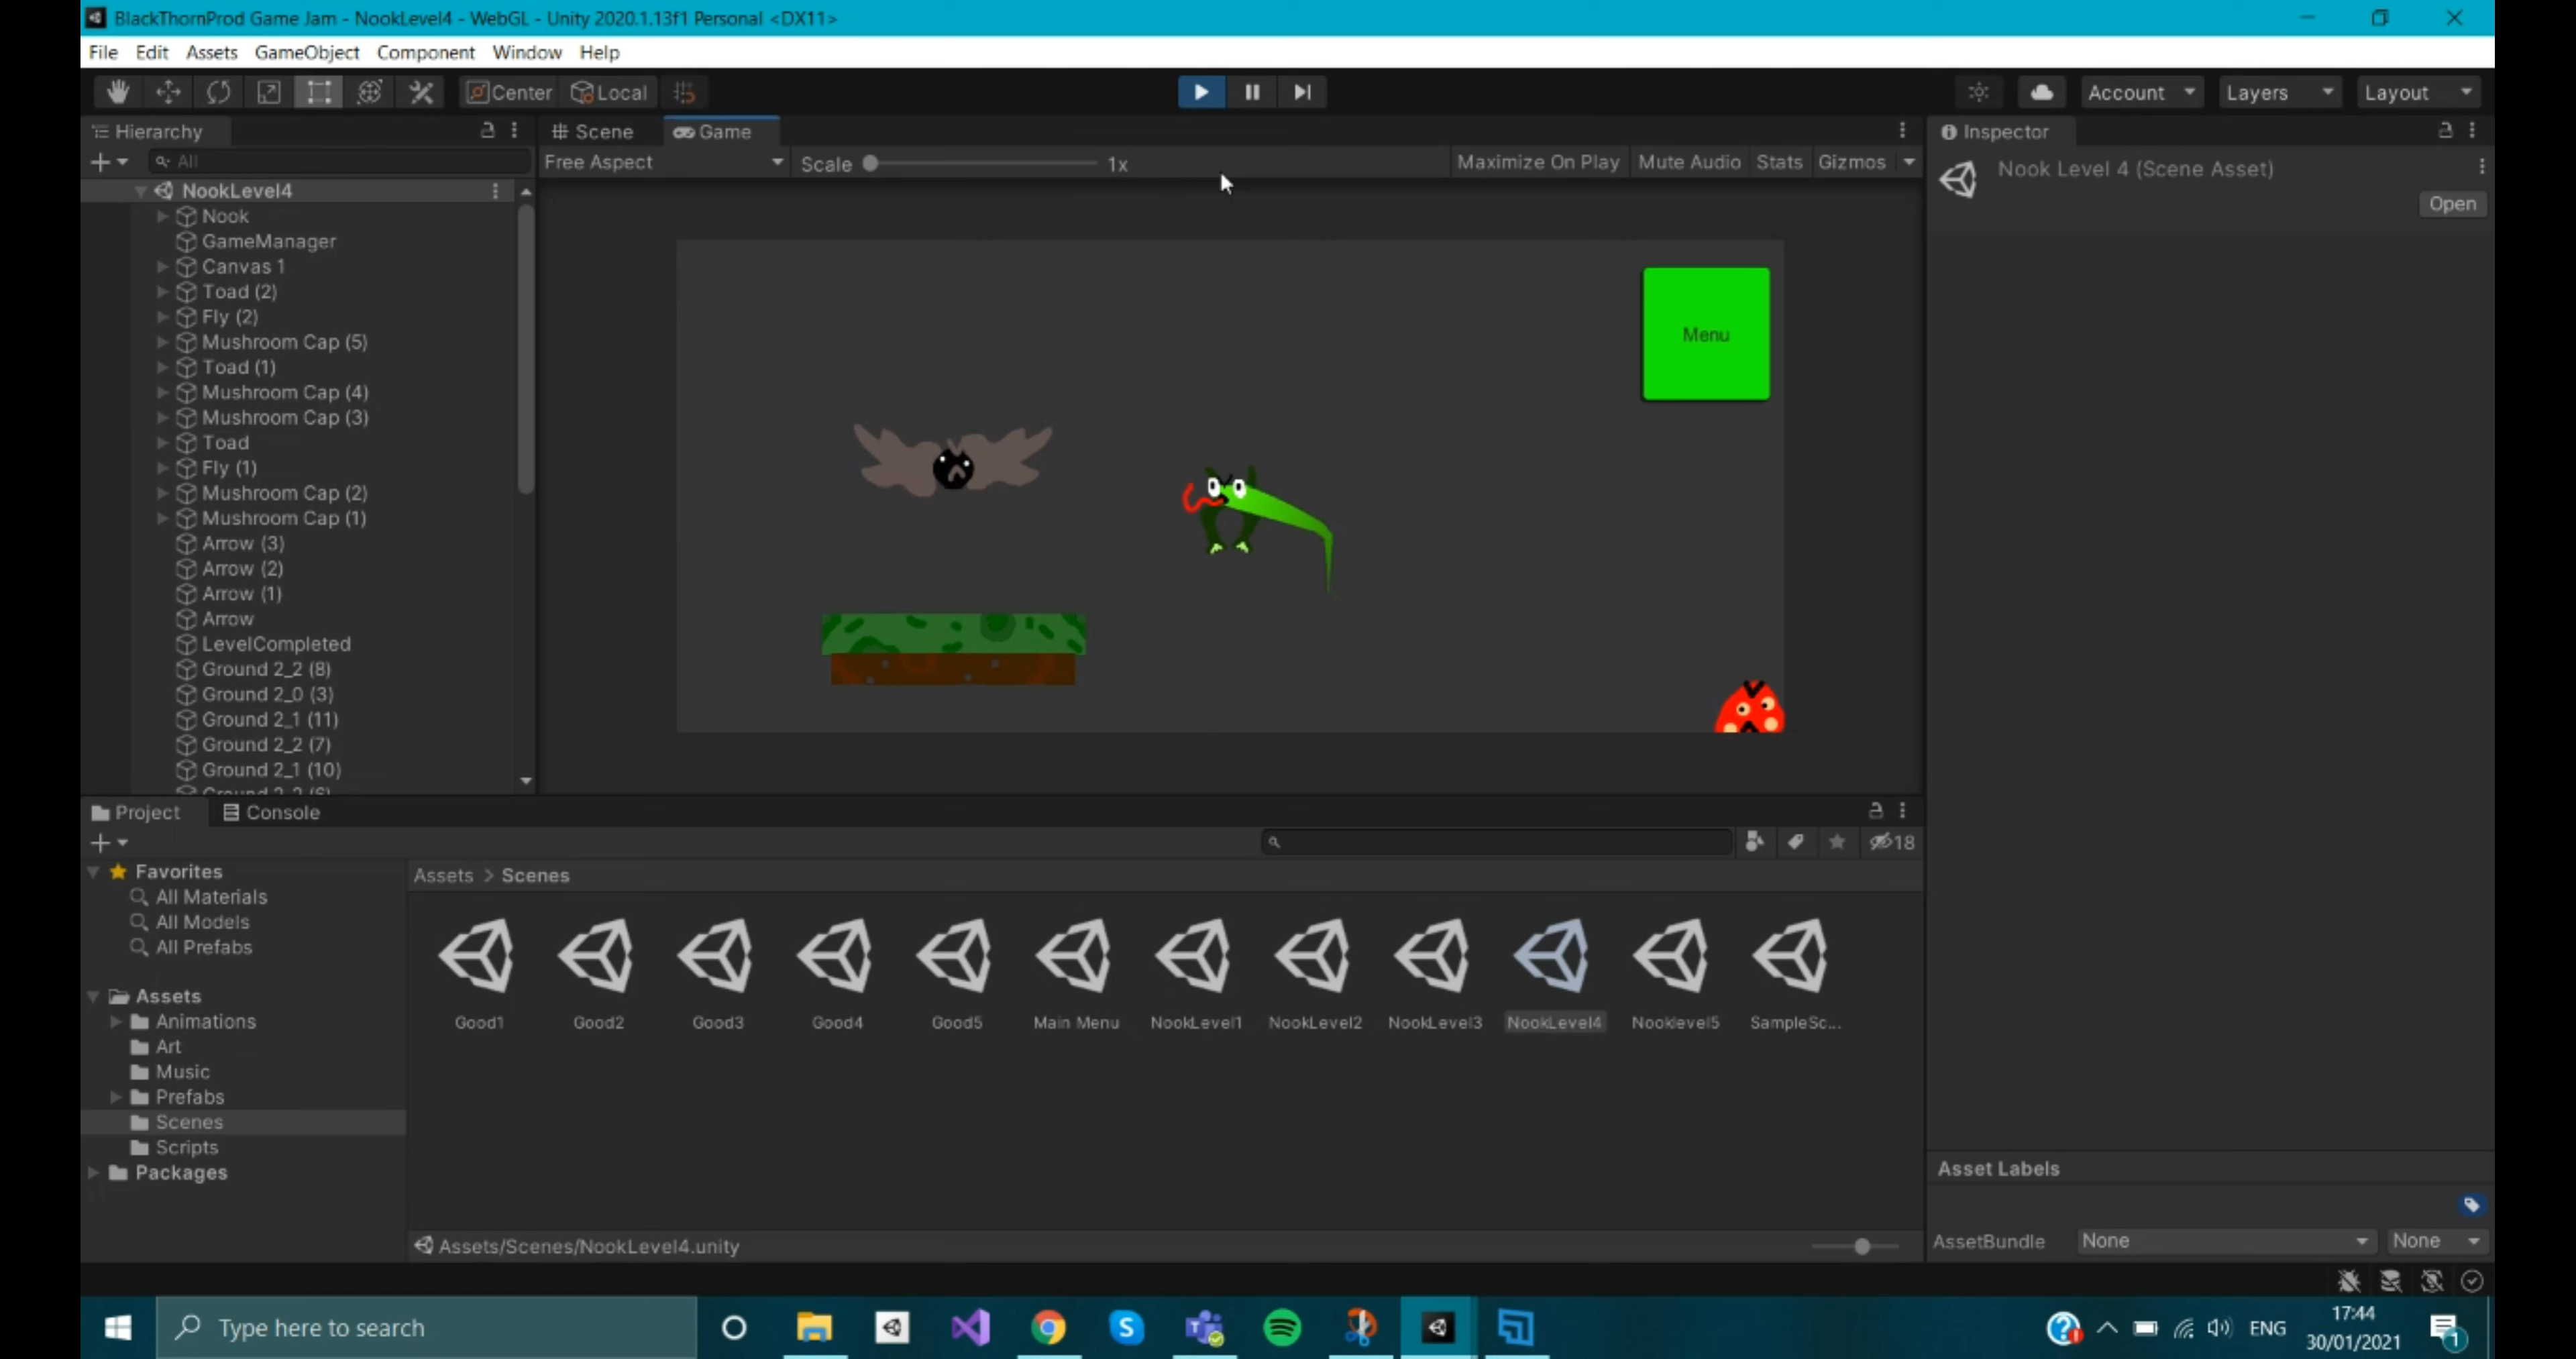 BlackThornProd Game Jam - NookLevel4 - WebGL - Unity 2020.1.13f1 Personal <DX11>
File Edit Assets GameObject Component Window Help
Center Local
Account Layers Layout
Hierarchy
All
NookLevel4
Nook
GameManager
Canvas 1
Toad (2)
Fly (2)
Mushroom Cap (5)
Toad (1)
Mushroom Cap (4)
Mushroom Cap (3)
Toad
Fly (1)
Mushroom Cap (2)
Mushroom Cap (1)
Arrow (3)
Arrow (2)
Arrow (1)
Arrow
LevelCompleted
Ground 2_2 (8)
Ground 2_0 (3)
Ground 2_1 (11)
Ground 2_2 (7)
Ground 2_1 (10)
Ground 2_2 (6)
Scene Game
Free Aspect Scale 1x Maximize On Play Mute Audio Stats Gizmos
Menu
Inspector
Nook Level 4 (Scene Asset)
Open
Project Console
18
Favorites
All Materials
All Models
All Prefabs
Assets
Animations
Art
Music
Prefabs
Scenes
Scripts
Packages
Assets > Scenes
Good1 Good2 Good3 Good4 Good5 Main Menu NookLevel1 NookLevel2 NookLevel3 NookLevel4 Nooklevel5 SampleSc...
Assets/Scenes/NookLevel4.unity
Asset Labels
AssetBundle None None
Type here to search
ENG
17:44
30/01/2021
1